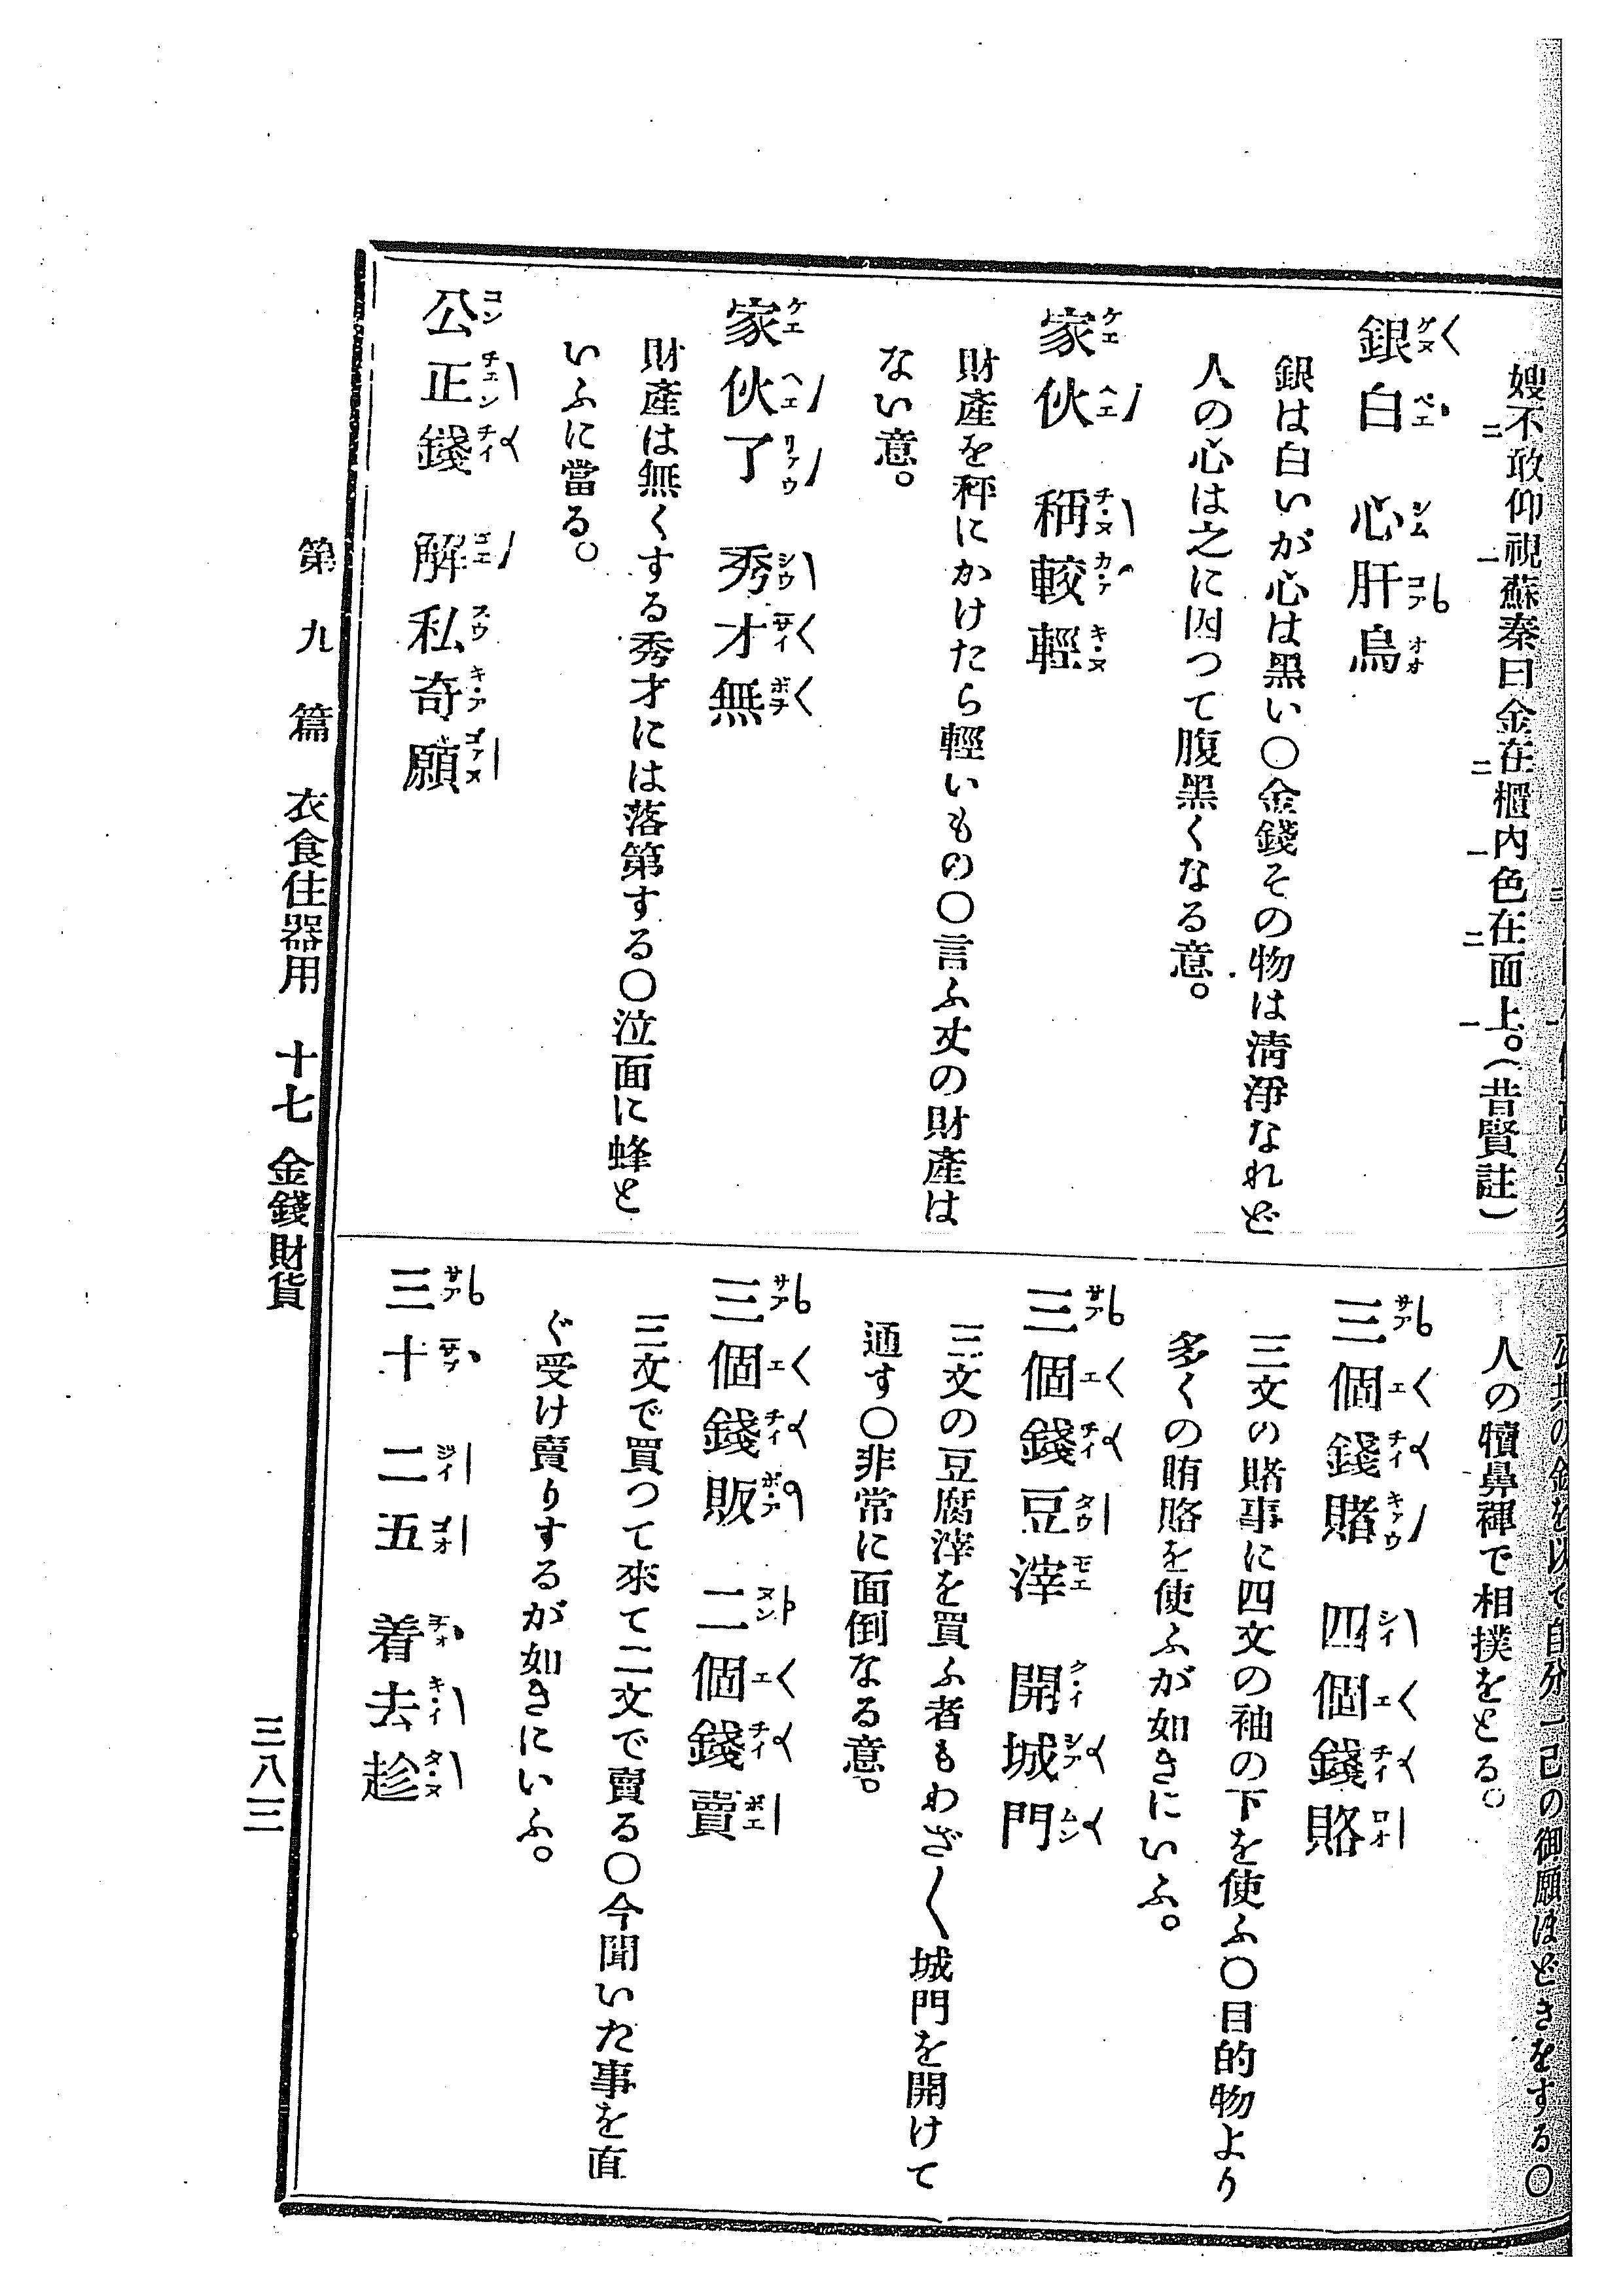 嫂不敢仰視蘇秦曰金在櫃內色在面上。(昔賢註)
銀白　心肝烏
銀は白いが心は黑い〇金錢その物は淸淨なれど
人の心は之に因つて腹黑くなる意。
家伙　稱較輕
財產を秤にかけたら輕いもの〇言ふ丈の財產は
ない意。
家伙了　秀才無
財產は無くする秀才には落第する〇泣面に蜂と
いふに當る。
公正錢　解私奇願
公共の金を以て自分一己の御願ほどきをする〇
人の犢鼻褌で相撲をとる。
三個錢賭　四個錢賂
三文の賭事に四文の袖の下を使ふ〇目的物より
多くの賄賂を使ふが如きにいふ。
三個錢豆滓　開城門
三文の豆腐滓を買ふ者もわざ〱城門を開けて
通す〇非常に面倒なる意。
三個錢販　二個錢賣
三文で買つて來て二文で賣る〇今聞いた事を直
ぐ受け賣りするが如きにいふ。
三十　二五　着去趁
第九篇　衣食住器用　十七　金錢財貨
三八三